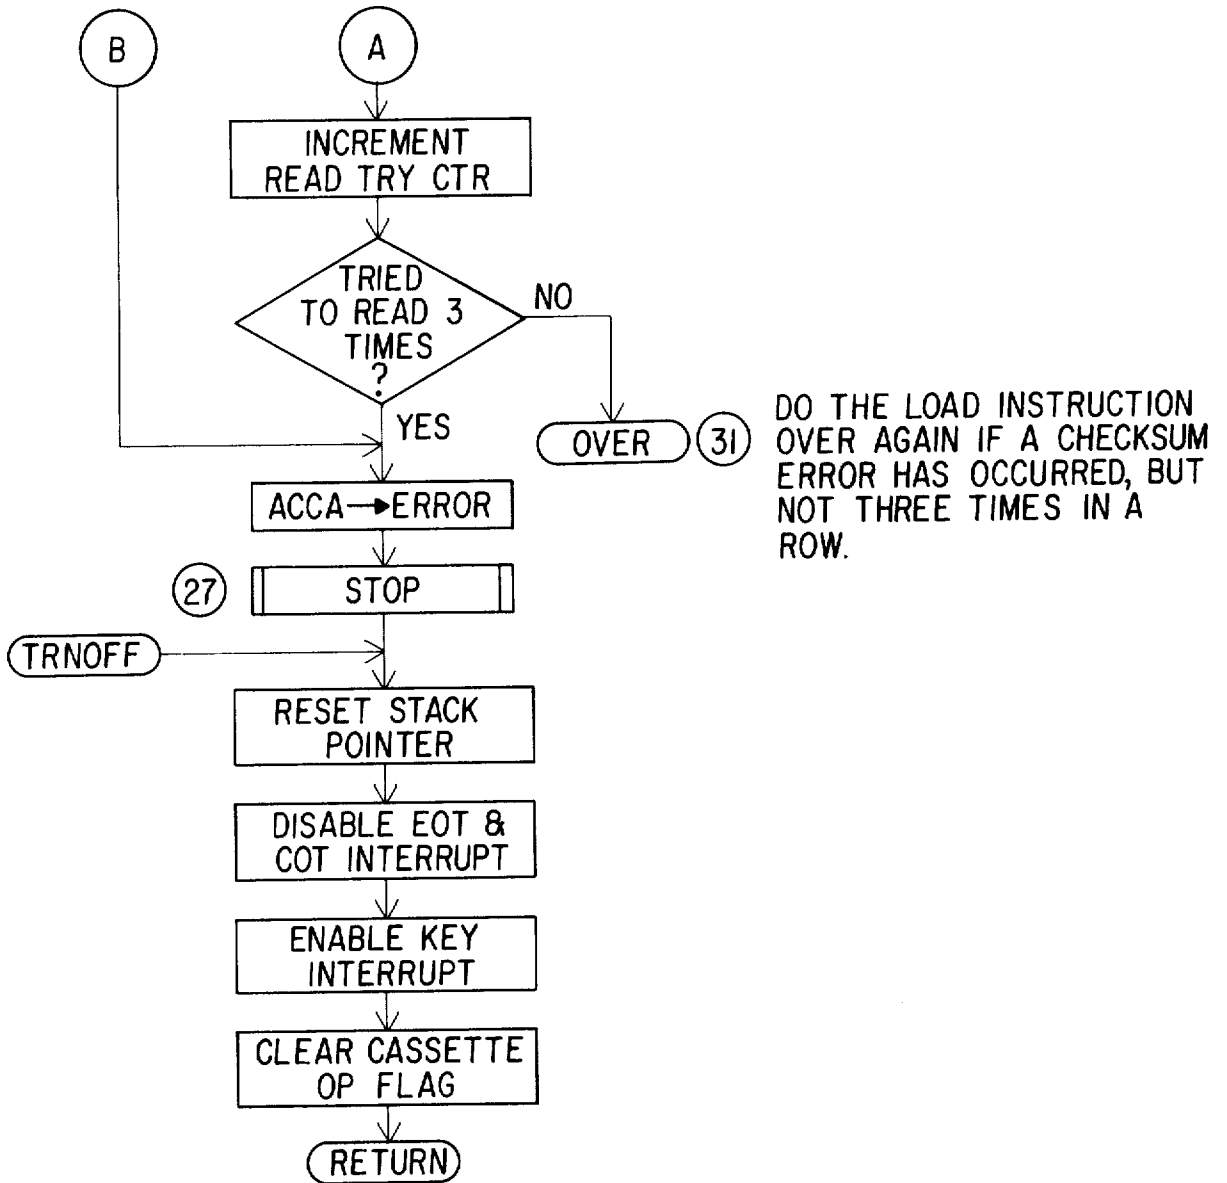 B
A
INCREMENT
READ TRY CTR
TRIED
TO READ 3
TIMES
?
NO
YES
OVER
31
DO THE LOAD INSTRUCTION
OVER AGAIN IF A CHECKSUM
ERROR HAS OCCURRED, BUT
NOT THREE TIMES IN A
ROW.
ACCA→ERROR
27
STOP
TRNOFF
RESET STACK
POINTER
DISABLE EOT &
COT INTERRUPT
ENABLE KEY
INTERRUPT
CLEAR CASSETTE
OP FLAG
RETURN